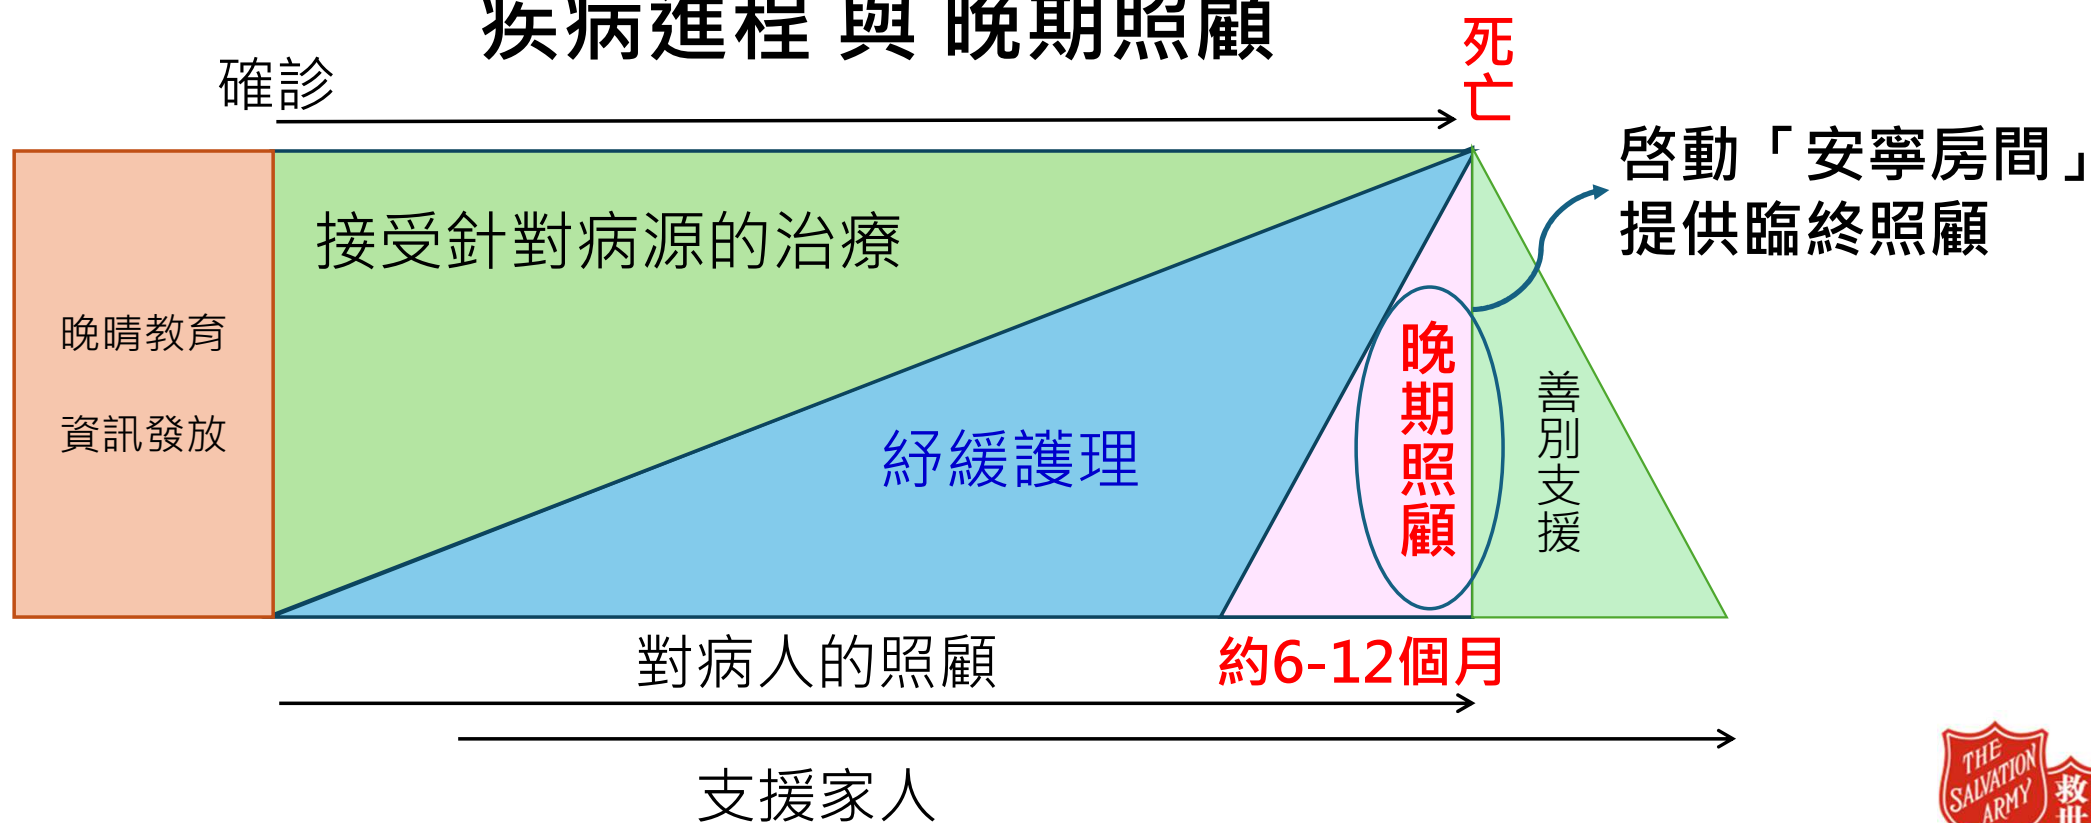 疾病進程 與 晚期照顧
確診
死亡
啓動「安寧房間」
提供臨終照顧
接受針對病源的治療
晚晴教育
資訊發放
紓緩護理
晚期照顧
善別支援
對病人的照顧
約6-12個月
支援家人
THE
SALVATION
ARMY
救世